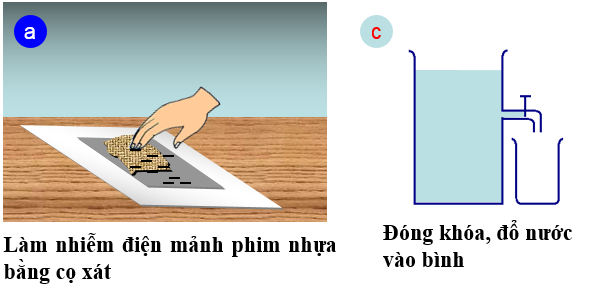 a
c
Làm nhiễm điện mảnh phim nhựa
bằng cọ xát
Đóng khóa, đổ nước
vào bình